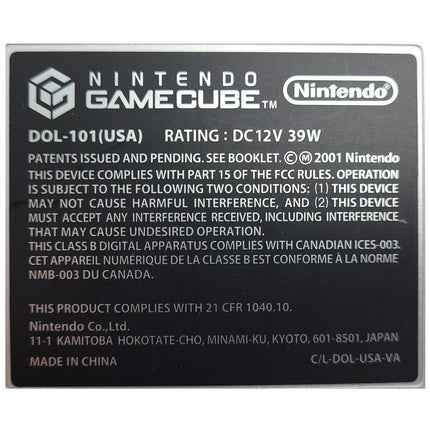 NINTENDO
GAMECUBE™
Nintendo®
DOL-101(USA) RATING : DC12V 39W
PATENTS ISSUED AND PENDING. SEE BOOKLET. ©Ⓜ 2001 Nintendo
THIS DEVICE COMPLIES WITH PART 15 OF THE FCC RULES. OPERATION
IS SUBJECT TO THE FOLLOWING TWO CONDITIONS: (1) THIS DEVICE
MAY NOT CAUSE HARMFUL INTERFERENCE, AND (2) THIS DEVICE
MUST ACCEPT ANY INTERFERENCE RECEIVED, INCLUDING INTERFERENCE
THAT MAY CAUSE UNDESIRED OPERATION.
THIS CLASS B DIGITAL APPARATUS COMPLIES WITH CANADIAN ICES-003.
CET APPAREIL NUMÉRIQUE DE LA CLASSE B EST CONFORME À LA NORME
NMB-003 DU CANADA.
THIS PRODUCT COMPLIES WITH 21 CFR 1040.10.
Nintendo Co.,Ltd.
11-1 KAMITOBA HOKOTATE-CHO, MINAMI-KU, KYOTO, 601-8501, JAPAN
MADE IN CHINA C/L-DOL-USA-VA